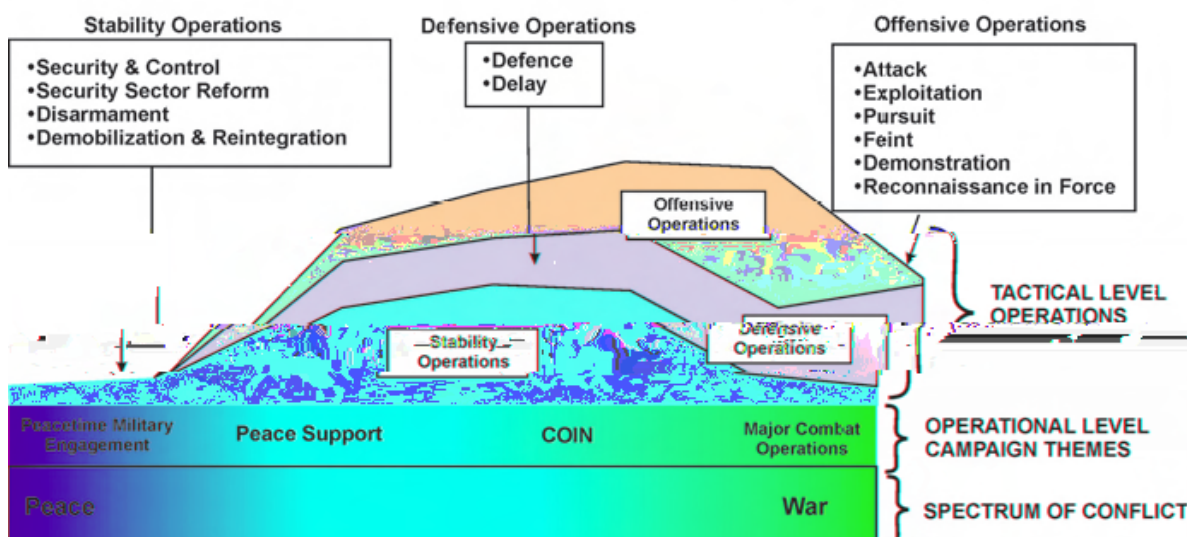 Stability Operations
•Security & Control
•Security Sector Reform
•Disarmament
•Demobilization & Reintegration
Defensive Operations
•Defence
•Delay
Offensive Operations
•Attack
•Exploitation
•Pursuit
•Feint
•Demonstration
•Reconnaissance in Force
Offensive
Operations
Stability
Operations
Defensive
Operations
TACTICAL LEVEL
OPERATIONS
Peacetime Military
Engagement
Peace Support
COIN
Major Combat
Operations
OPERATIONAL LEVEL
CAMPAIGN THEMES
Peace
War
SPECTRUM OF CONFLICT